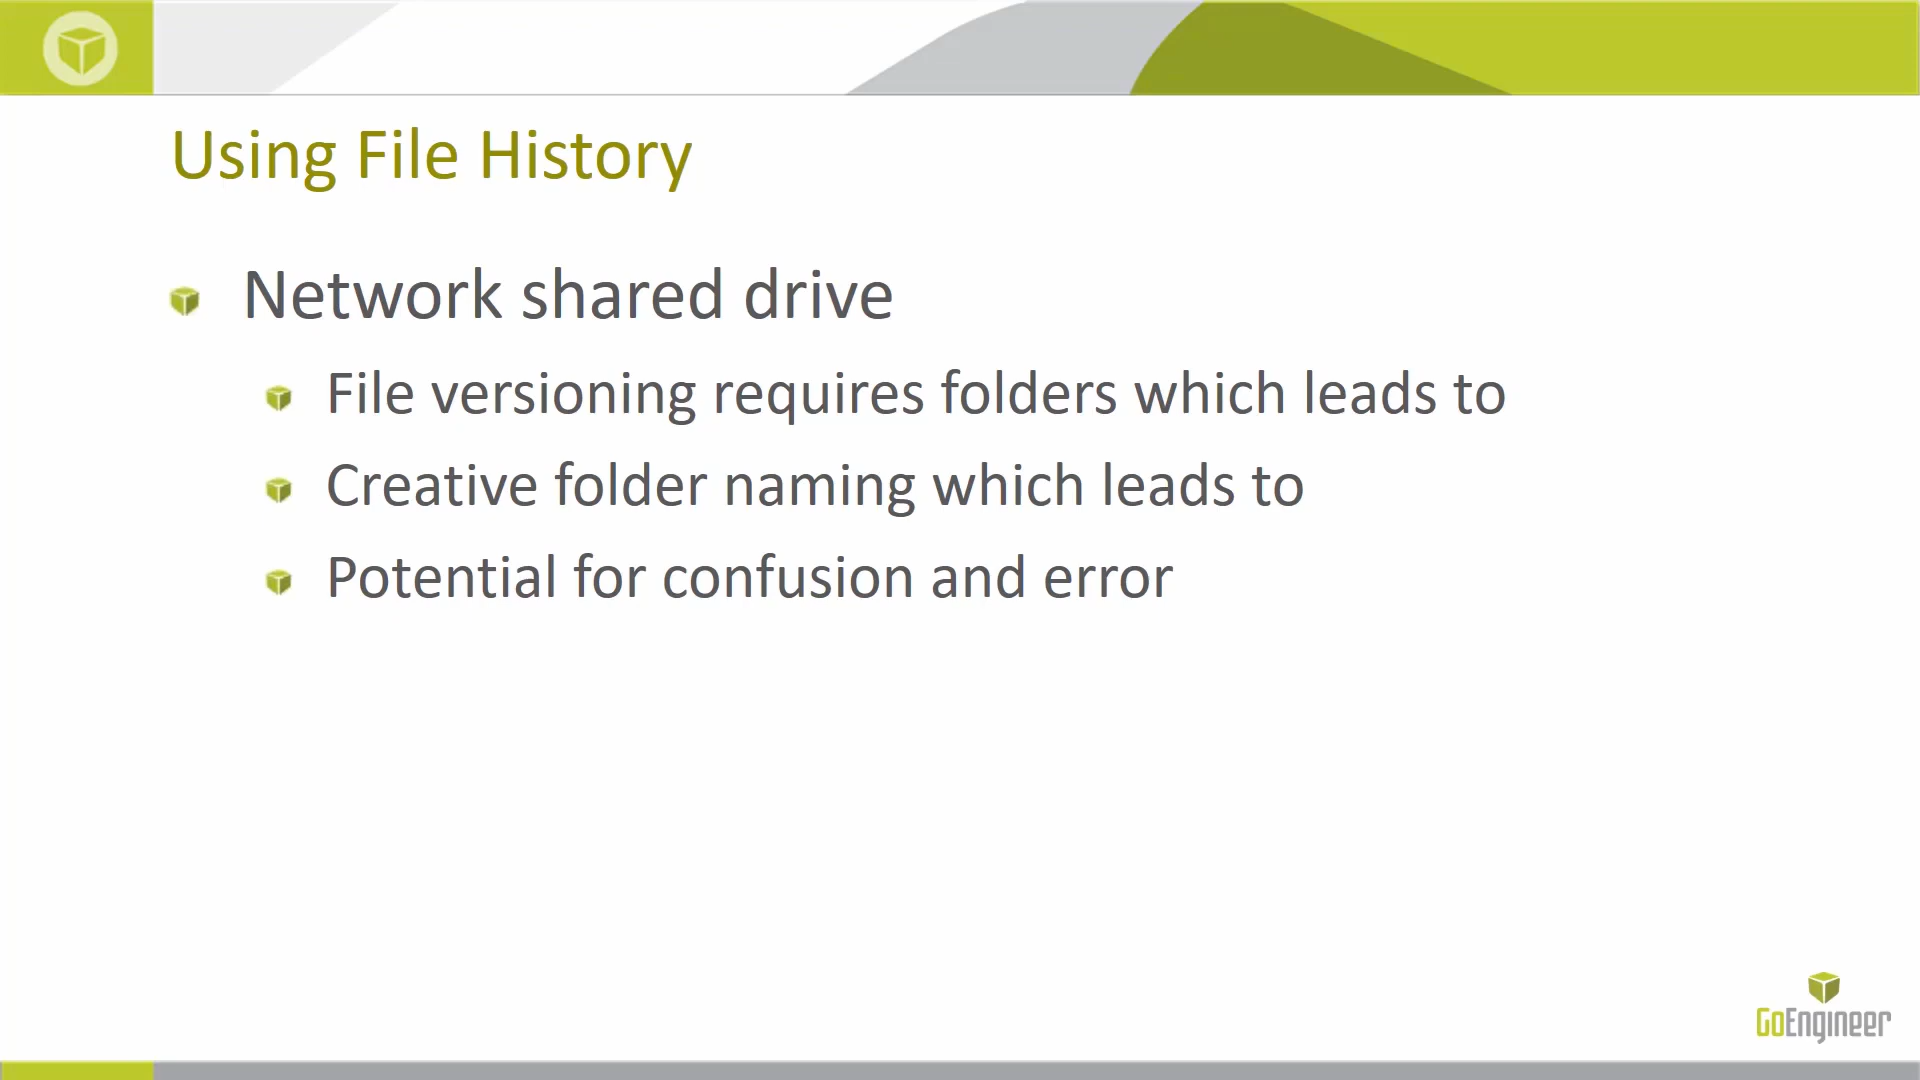 Using File History
Network shared drive
File versioning requires folders which leads to
Creative folder naming which leads to
Potential for confusion and error
GoEngineer